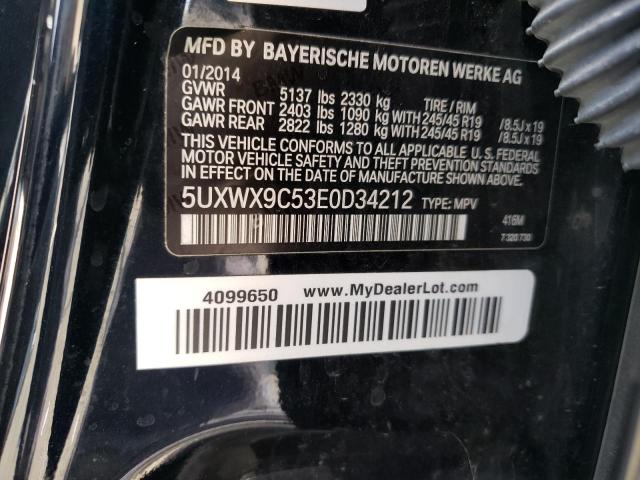 MFD BY BAYERISCHE MOTOREN WERKE AG
01/2014
GVWR 5137 lbs 2330 kg TIRE / RIM
GAWR FRONT 2403 lbs 1090 kg WITH 245/45 R19 /8.5J x 19
GAWR REAR 2822 lbs 1280 kg WITH 245/45 R19 /8.5J x 19
THIS VEHICLE CONFORMS TO ALL APPLICABLE U. S. FEDERAL
MOTOR VEHICLE SAFETY AND THEFT PREVENTION STANDARDS
IN EFFECT ON THE DATE OF MANUFACTURE SHOWN ABOVE.
5UXWX9C53E0D34212 TYPE: MPV
416M
7 320 730
4099650 www.MyDealerLot.com